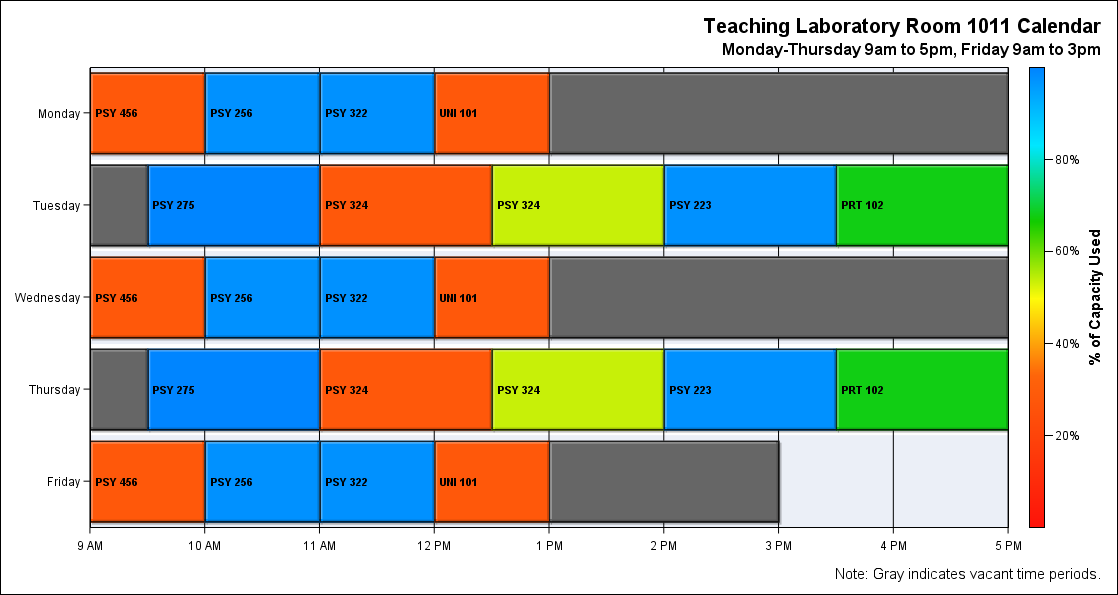 Teaching Laboratory Room 1011 Calendar
Monday-Thursday 9am to 5pm, Friday 9am to 3pm
Monday PSY 456 PSY 256 PSY 322 UNI 101
80%
Tuesday PSY 275 PSY 324 PSY 324 PSY 223 PRT 102
60%
Wednesday PSY 456 PSY 256 PSY 322 UNI 101
% of Capacity Used
40%
Thursday PSY 275 PSY 324 PSY 324 PSY 223 PRT 102
20%
Friday PSY 456 PSY 256 PSY 322 UNI 101
9 AM 10 AM 11 AM 12 PM 1 PM 2 PM 3 PM 4 PM 5 PM
Note: Gray indicates vacant time periods.